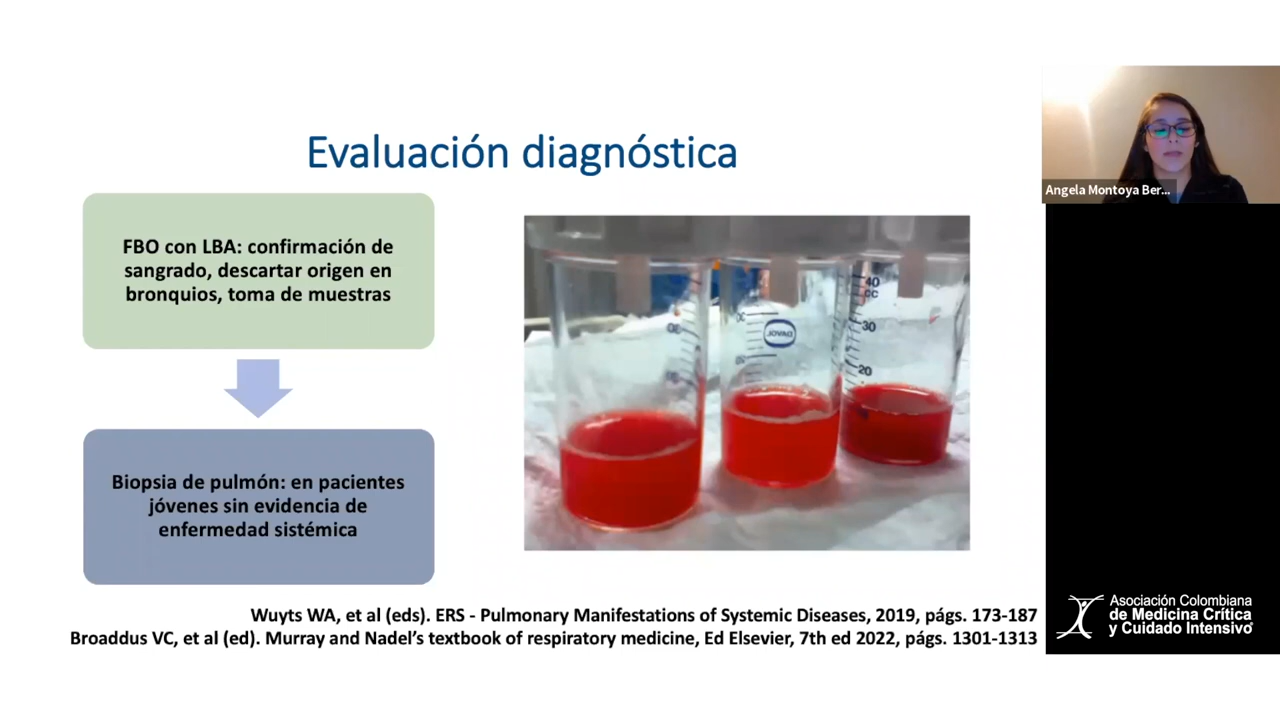 Evaluación diagnóstica
FBO con LBA: confirmación de
sangrado, descartar origen en
bronquios, toma de muestras
Biopsia de pulmón: en pacientes
jóvenes sin evidencia de
enfermedad sistémica
40
CC
30
20
Wuyts WA, et al (eds). ERS - Pulmonary Manifestations of Systemic Diseases, 2019, págs. 173-187
Broaddus VC, et al (ed). Murray and Nadel’s textbook of respiratory medicine, Ed Elsevier, 7th ed 2022, págs. 1301-1313
Angela Montoya Ber...
Asociación Colombiana
de Medicina Crítica
y Cuidado Intensivo